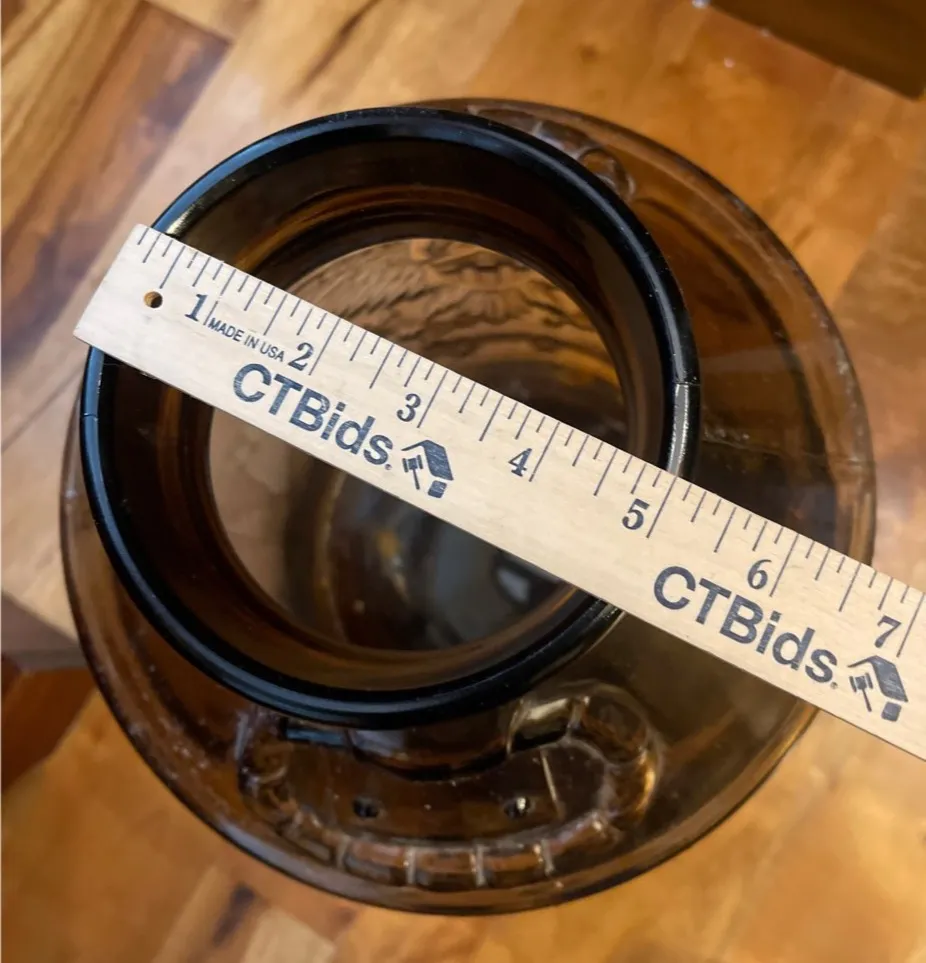 1 2 3 4 5 6 7
MADE IN USA
CTBids.
CTBids.